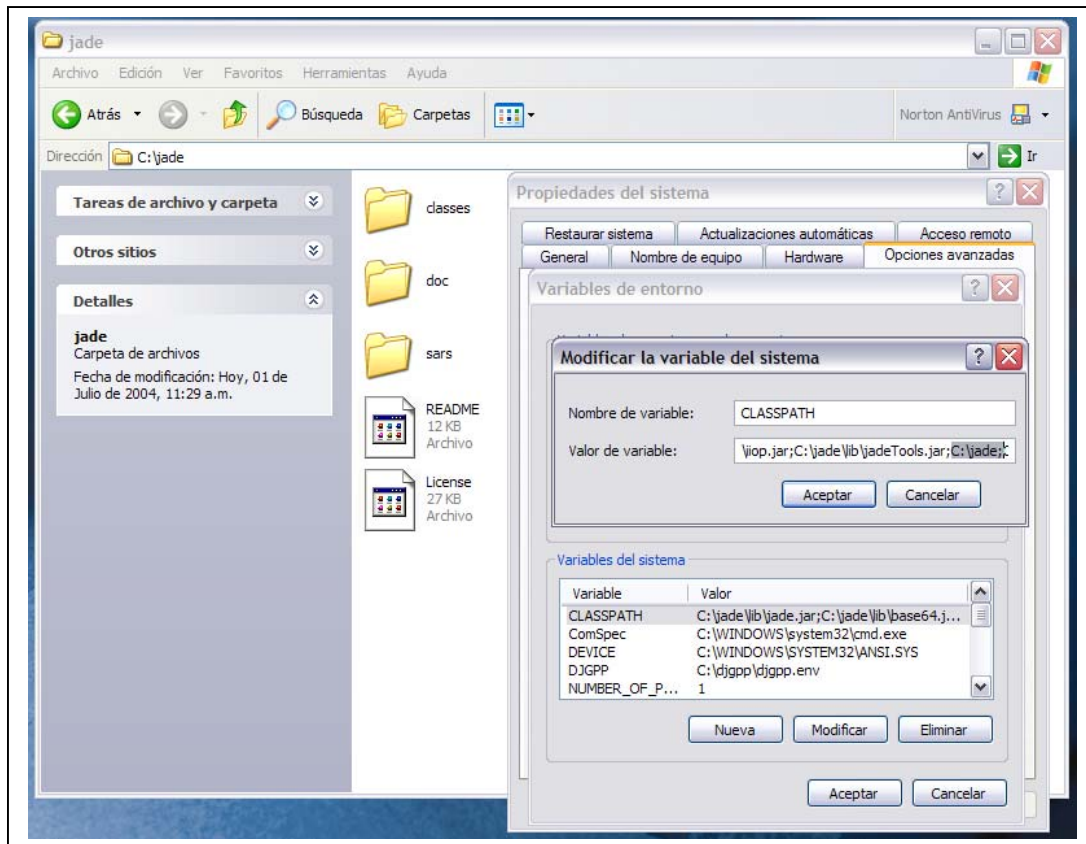 jade
Archivo Edición Ver Favoritos Herramientas Ayuda
Atrás Búsqueda Carpetas Norton AntiVirus
Dirección C:\jade Ir
Tareas de archivo y carpeta
Otros sitios
Detalles
jade
Carpeta de archivos
Fecha de modificación: Hoy, 01 de
Julio de 2004, 11:29 a.m.
classes
doc
sars
README
12 KB
Archivo
License
27 KB
Archivo
Propiedades del sistema
Restaurar sistema Actualizaciones automáticas Acceso remoto
General Nombre de equipo Hardware Opciones avanzadas
Variables de entorno
Modificar la variable del sistema
Nombre de variable: CLASSPATH
Valor de variable: \iiop.jar;C:\jade\lib\jadeTools.jar;C:\jade;
Aceptar Cancelar
Variables del sistema
Variable Valor
CLASSPATH C:\jade\lib\jade.jar;C:\jade\lib\base64.j...
ComSpec C:\WINDOWS\system32\cmd.exe
DEVICE C:\WINDOWS\SYSTEM32\ANSI.SYS
DJGPP C:\djgpp\djgpp.env
NUMBER_OF_P... 1
Nueva Modificar Eliminar
Aceptar Cancelar